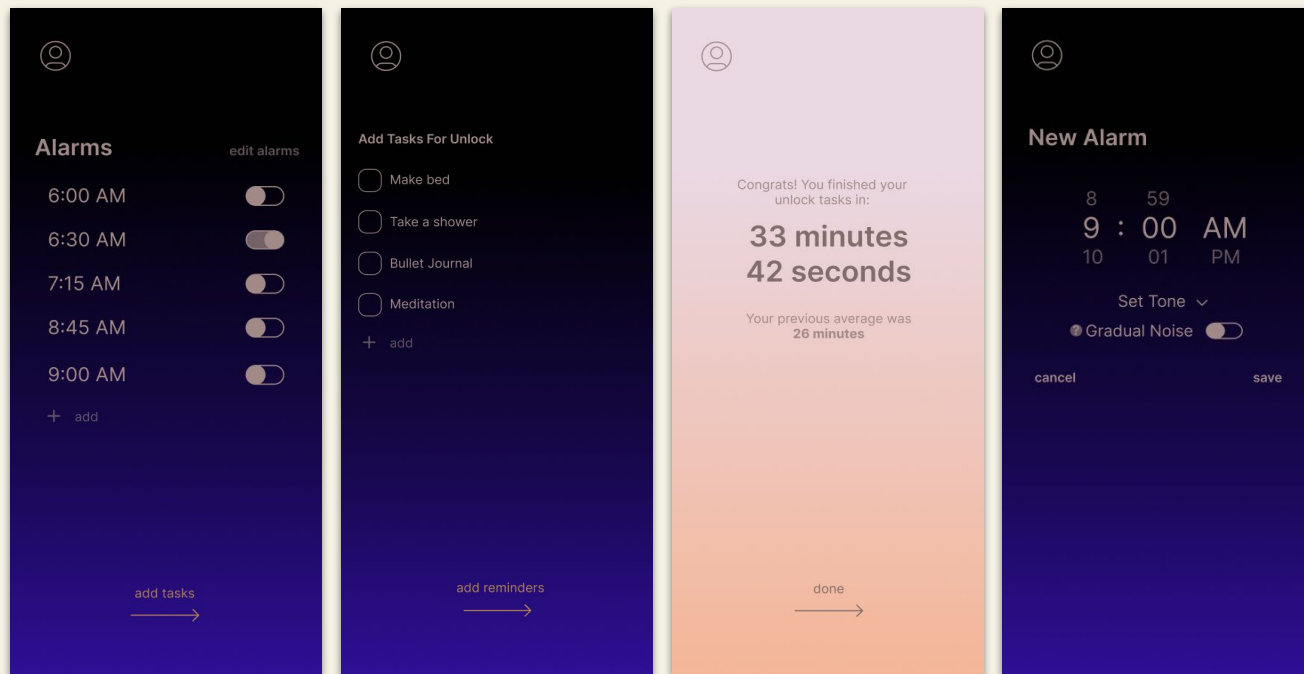 Alarms
edit alarms
6:00 AM
6:30 AM
7:15 AM
8:45 AM
9:00 AM
+ add
add tasks
Add Tasks For Unlock
Make bed
Take a shower
Bullet Journal
Meditation
+ add
add reminders
Congrats! You finished your
unlock tasks in:
33 minutes
42 seconds
Your previous average was
26 minutes
done
New Alarm
8 59
9 : 00 AM
10 01 PM
Set Tone
? Gradual Noise
cancel
save